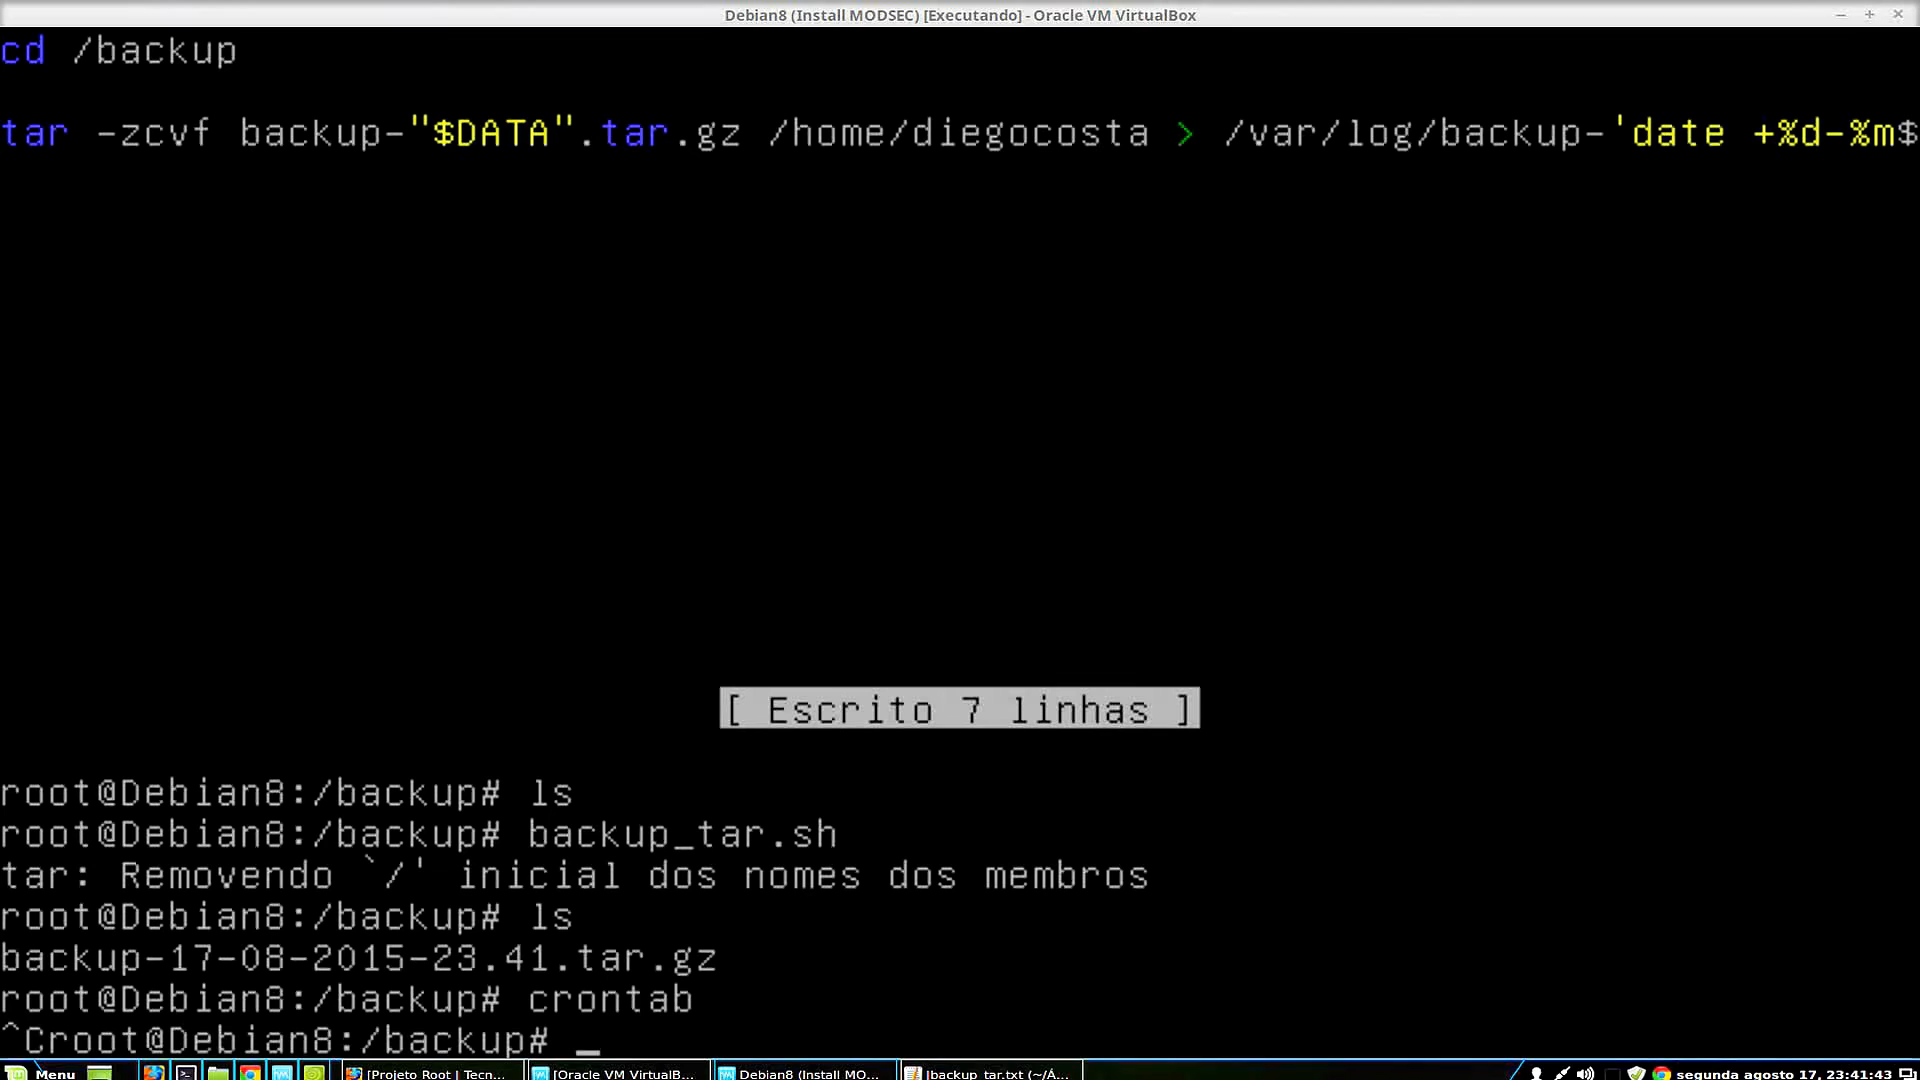 Debian8 (Install MODSEC) [Executando] - Oracle VM VirtualBox
cd /backup
tar -zcvf backup-"$DATA".tar.gz /home/diegocosta > /var/log/backup-'date +%d-%m$
[ Escrito 7 linhas ]
root@Debian8:/backup# ls
root@Debian8:/backup# backup_tar.sh
tar: Removendo `/' inicial dos nomes dos membros
root@Debian8:/backup# ls
backup-17-08-2015-23.41.tar.gz
root@Debian8:/backup# crontab
^Croot@Debian8:/backup# _
Menu [Projeto Root | Tecn... [Oracle VM VirtualB... Debian8 (Install MO... [backup_tar.txt (~/Á... segunda agosto 17, 23:41:43